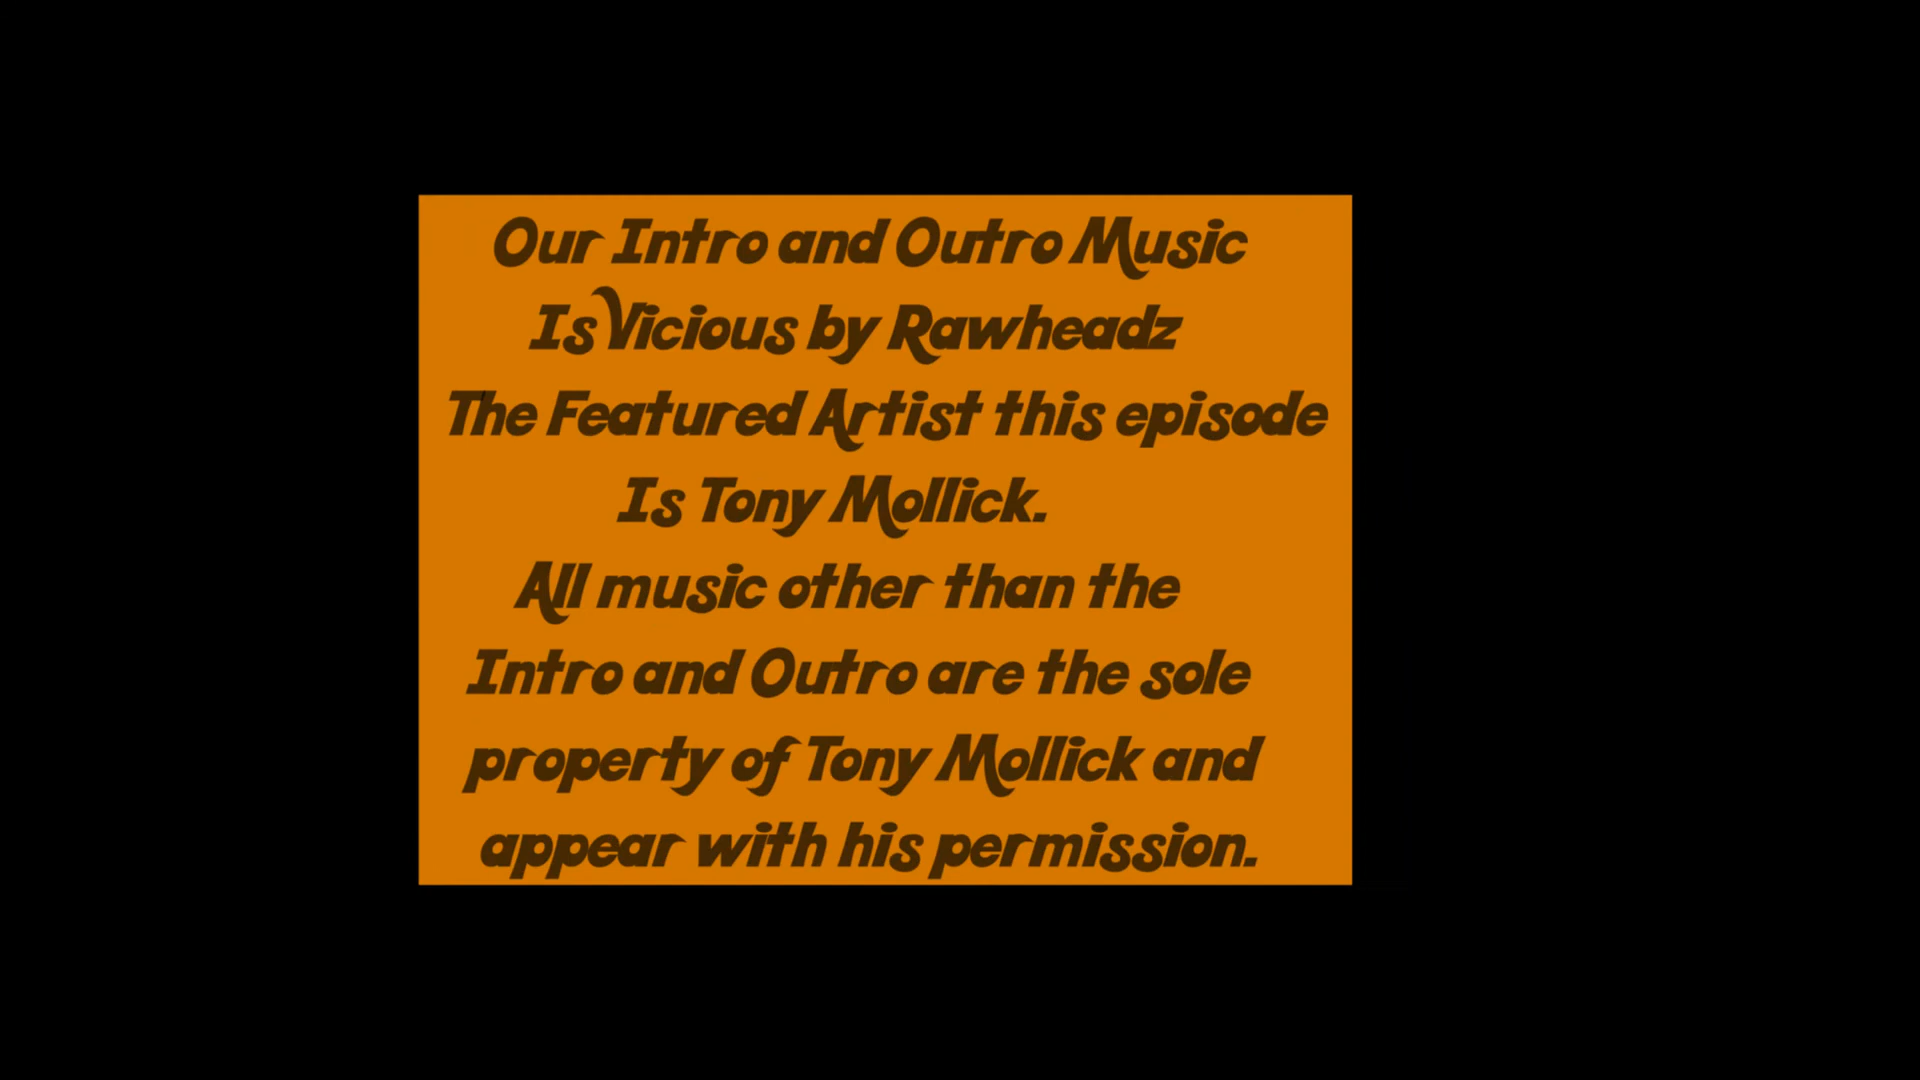 Our Intro and Outro Music
Is Vicious by Rawheadz
The Featured Artist this episode
Is Tony Mollick.
All music other than the
Intro and Outro are the sole
property of Tony Mollick and
appear with his permission.